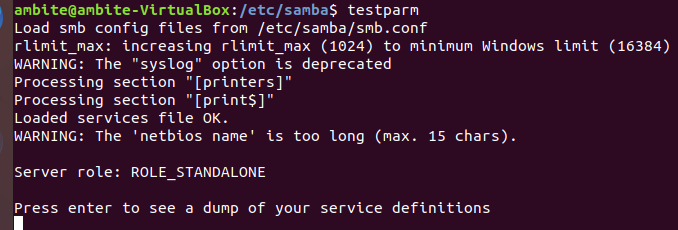 ambite@ambite-VirtualBox:/etc/samba$ testparm
Load smb config files from /etc/samba/smb.conf
rlimit_max: increasing rlimit_max (1024) to minimum Windows limit (16384)
WARNING: The "syslog" option is deprecated
Processing section "[printers]"
Processing section "[print$]"
Loaded services file OK.
WARNING: The 'netbios name' is too long (max. 15 chars).
Server role: ROLE_STANDALONE
Press enter to see a dump of your service definitions